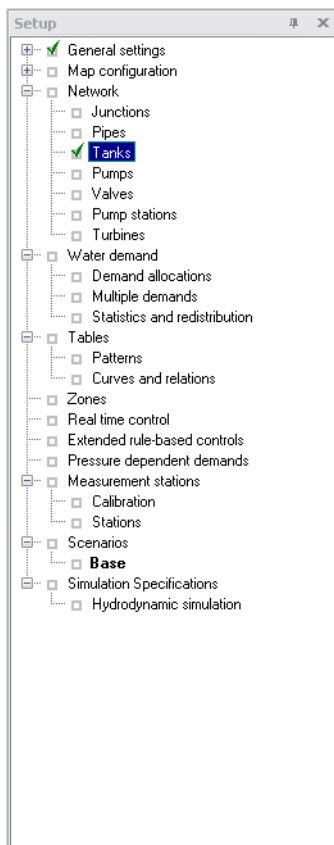 Setup
General settings
Map configuration
Network
Junctions
Pipes
Tanks
Pumps
Valves
Pump stations
Turbines
Water demand
Demand allocations
Multiple demands
Statistics and redistribution
Tables
Patterns
Curves and relations
Zones
Real time control
Extended rule-based controls
Pressure dependent demands
Measurement stations
Calibration
Stations
Scenarios
Base
Simulation Specifications
Hydrodynamic simulation